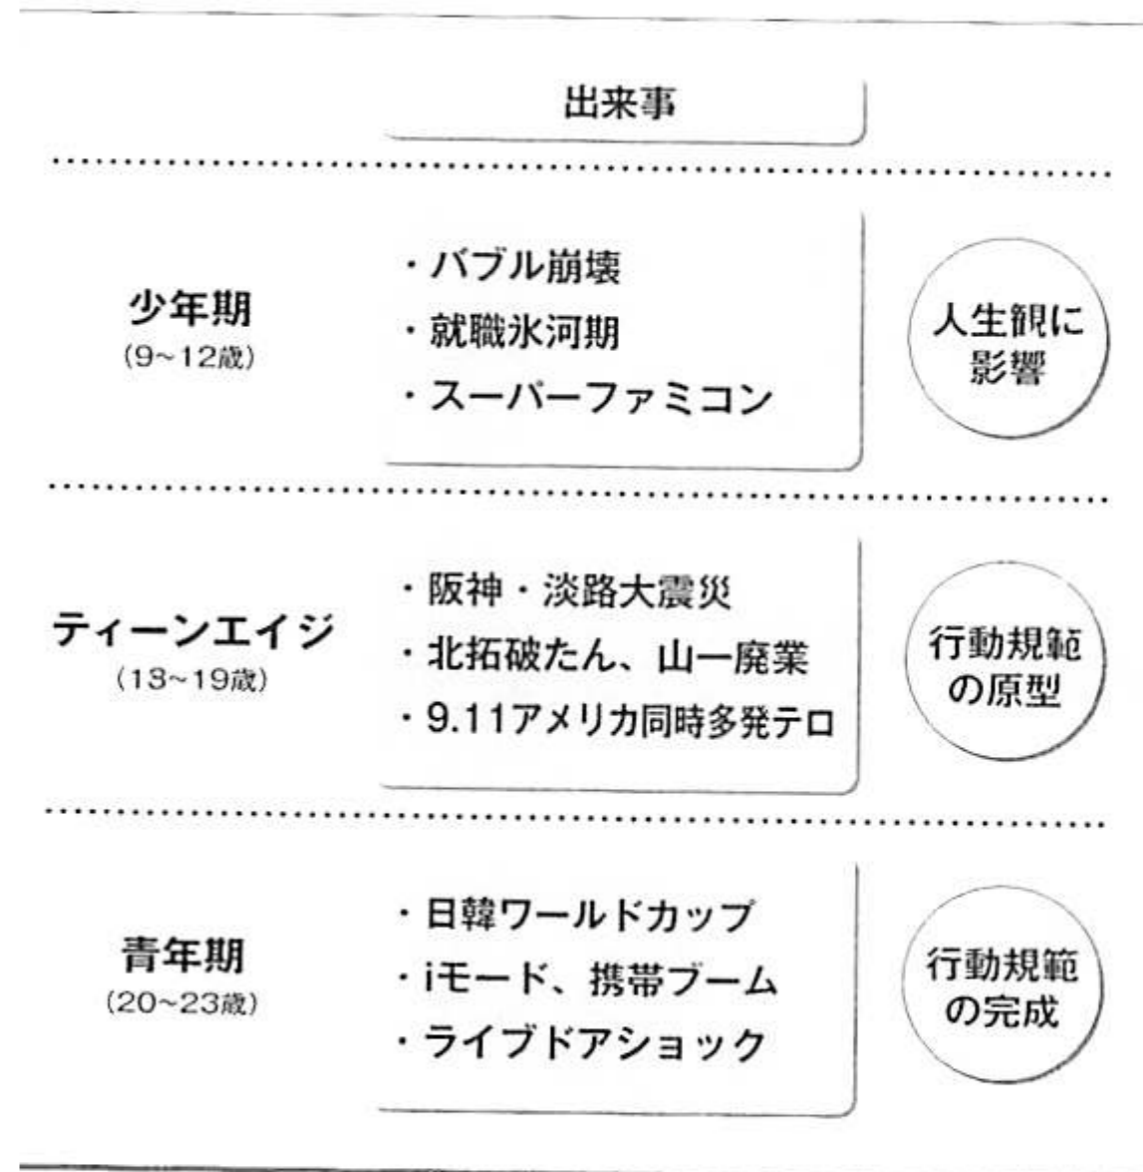 出来事
少年期
(9~12歳)
・バブル崩壊
・就職氷河期
・スーパーファミコン
人生観に
影響
ティーンエイジ
(13~19歳)
・阪神・淡路大震災
・北拓破たん、山一廃業
・9.11アメリカ同時多発テロ
行動規範
の原型
青年期
(20~23歳)
・日韓ワールドカップ
・iモード、携帯ブーム
・ライブドアショック
行動規範
の完成